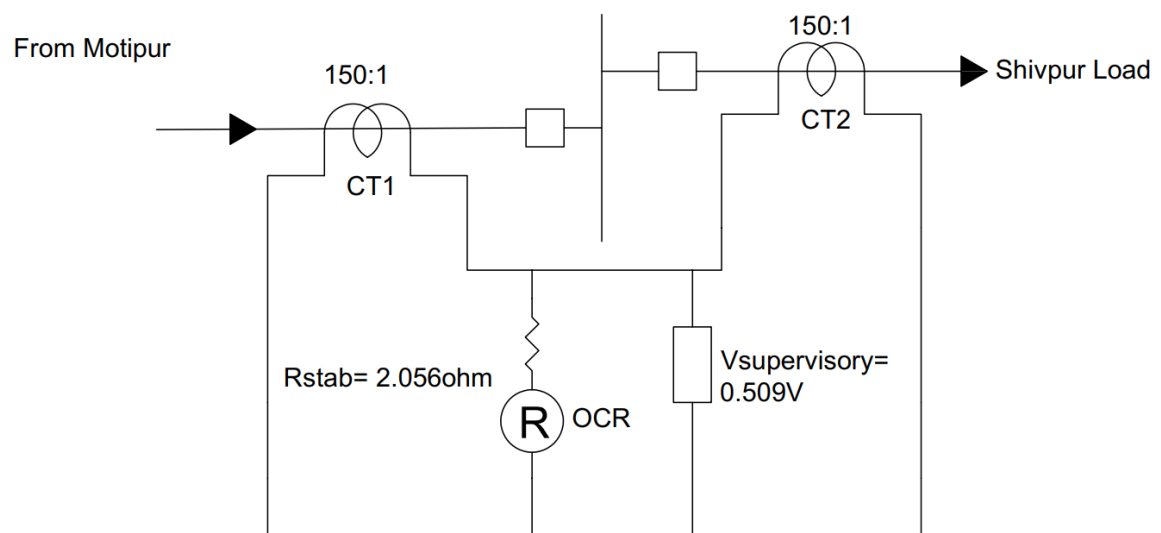 From Motipur
150:1
CT1
150:1
CT2
Shivpur Load
Rstab= 2.056ohm
R
OCR
Vsupervisory=
0.509V